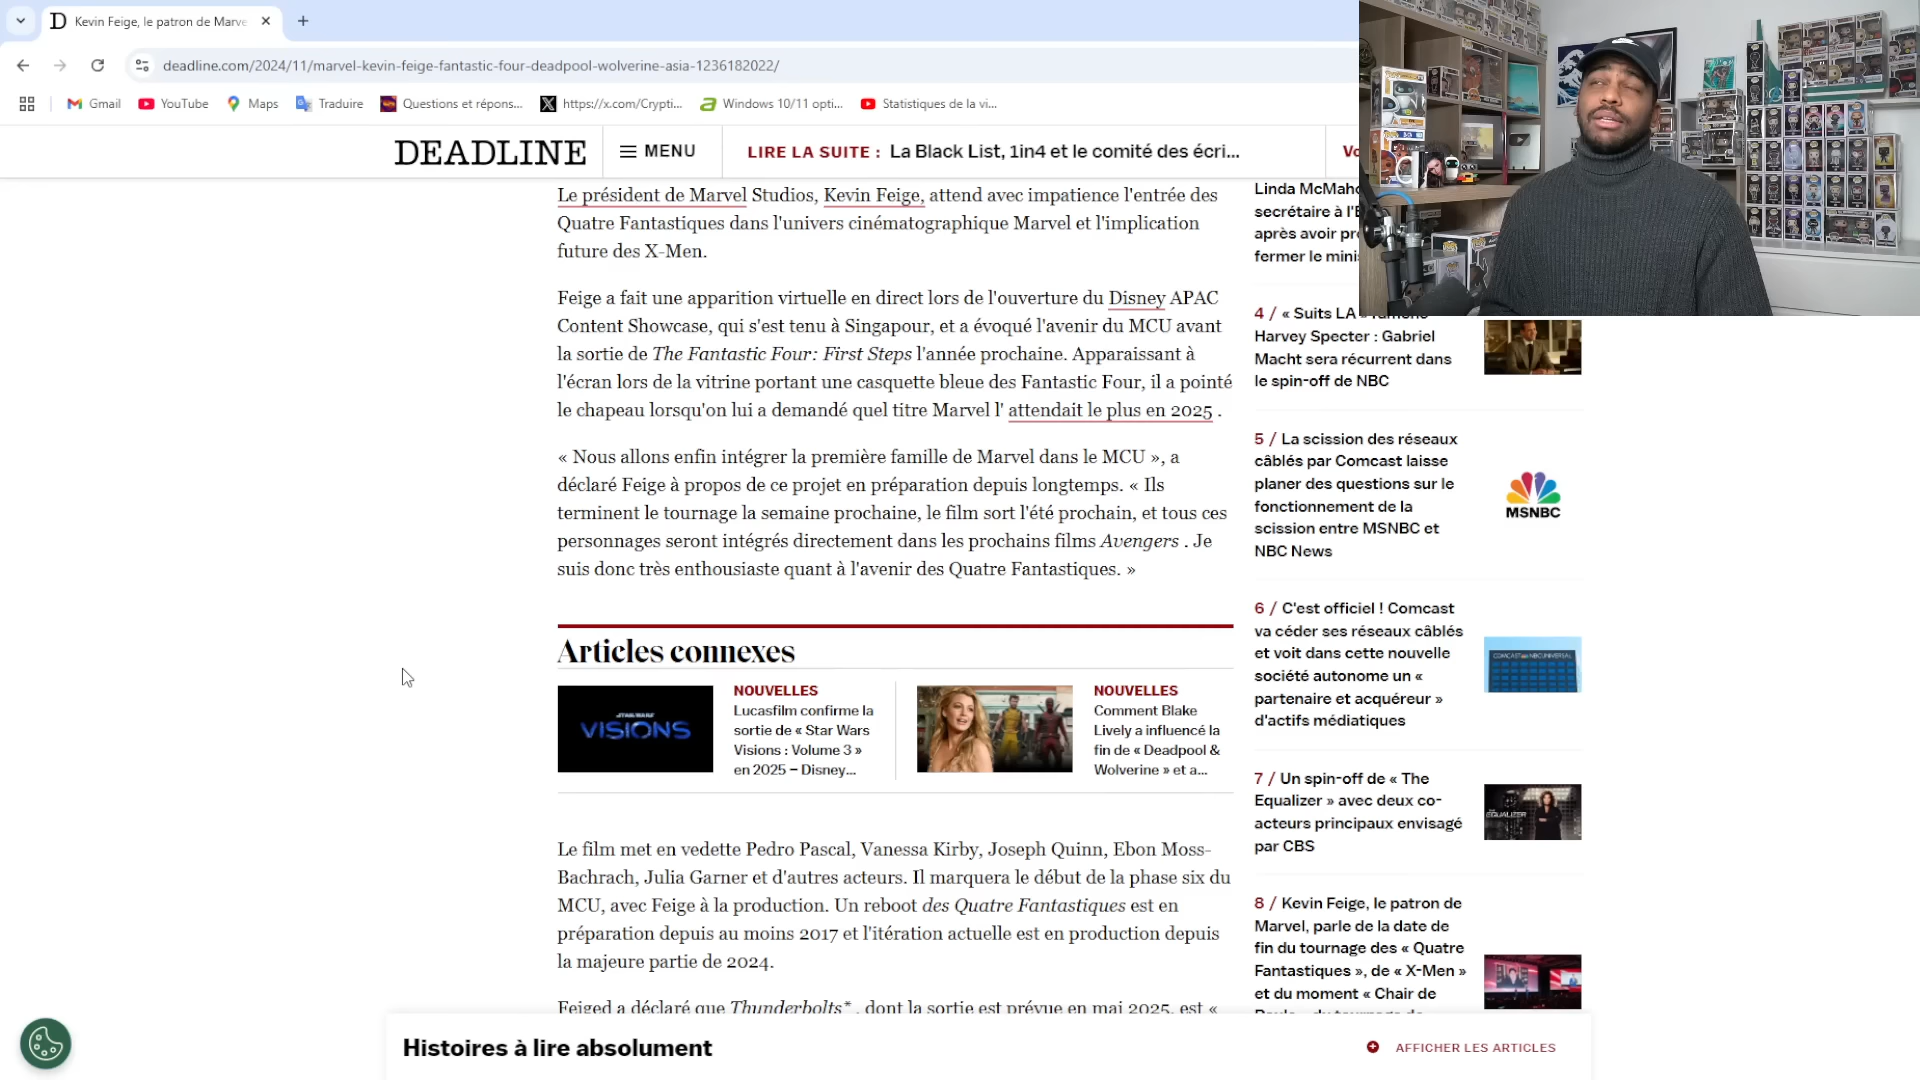 Kevin Feige, le patron de Marve
deadline.com/2024/11/marvel-kevin-feige-fantastic-four-deadpool-wolverine-asia-1236182022/
Gmail
YouTube
Maps
Traduire
Questions et répons...
https://x.com/Crypti...
Windows 10/11 opti...
Statistiques de la vi...
DEADLINE
MENU
LIRE LA SUITE : La Black List, 1in4 et le comité des écri...
Le président de Marvel Studios, Kevin Feige, attend avec impatience l'entrée des
Quatre Fantastiques dans l'univers cinématographique Marvel et l'implication
future des X-Men.
Feige a fait une apparition virtuelle en direct lors de l'ouverture du Disney APAC
Content Showcase, qui s'est tenu à Singapour, et a évoqué l'avenir du MCU avant
la sortie de The Fantastic Four: First Steps l'année prochaine. Apparaissant à
l'écran lors de la vitrine portant une casquette bleue des Fantastic Four, il a pointé
le chapeau lorsqu'on lui a demandé quel titre Marvel l' attendait le plus en 2025 .
« Nous allons enfin intégrer la première famille de Marvel dans le MCU », a
déclaré Feige à propos de ce projet en préparation depuis longtemps. « Ils
terminent le tournage la semaine prochaine, le film sort l'été prochain, et tous ces
personnages seront intégrés directement dans les prochains films Avengers . Je
suis donc très enthousiaste quant à l'avenir des Quatre Fantastiques. »
Articles connexes
STAR WARS
VISIONS
NOUVELLES
Lucasfilm confirme la
sortie de « Star Wars
Visions : Volume 3 »
en 2025 – Disney...
NOUVELLES
Comment Blake
Lively a influencé la
fin de « Deadpool &
Wolverine » et a...
Le film met en vedette Pedro Pascal, Vanessa Kirby, Joseph Quinn, Ebon Moss-
Bachrach, Julia Garner et d'autres acteurs. Il marquera le début de la phase six du
MCU, avec Feige à la production. Un reboot des Quatre Fantastiques est en
préparation depuis au moins 2017 et l'itération actuelle est en production depuis
la majeure partie de 2024.
Feiged a déclaré que Thunderbolts* , dont la sortie est prévue en mai 2025, est «
Linda McMaho
secrétaire à l'
après avoir pr
fermer le minis
4 / « Suits LA »
Harvey Specter : Gabriel
Macht sera récurrent dans
le spin-off de NBC
5 / La scission des réseaux
câblés par Comcast laisse
planer des questions sur le
fonctionnement de la
scission entre MSNBC et
NBC News
MSNBC
6 / C'est officiel ! Comcast
va céder ses réseaux câblés
et voit dans cette nouvelle
société autonome un «
partenaire et acquéreur »
d'actifs médiatiques
COMCAST NBCUNIVERSAL
7 / Un spin-off de « The
Equalizer » avec deux co-
acteurs principaux envisagé
par CBS
EQUALIZER
8 / Kevin Feige, le patron de
Marvel, parle de la date de
fin du tournage des « Quatre
Fantastiques », de « X-Men »
et du moment « Chair de
Histoires à lire absolument
AFFICHER LES ARTICLES